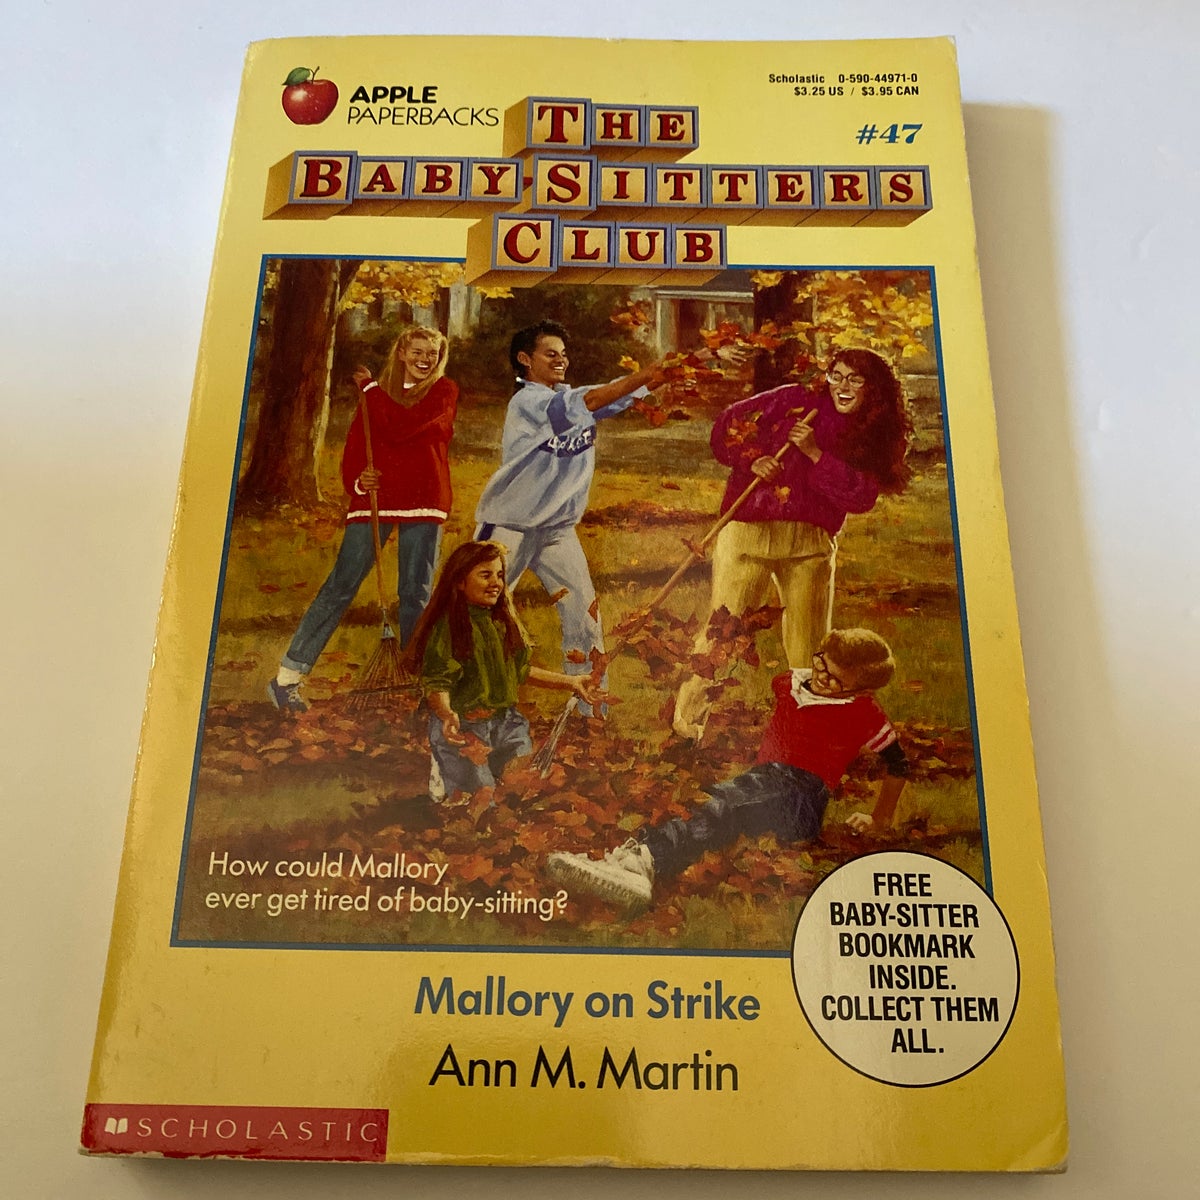 APPLE
PAPERBACKS
Scholastic 0-590-44971-0
$3.25 US / $3.95 CAN
#47
THE
BABY-SITTERS
CLUB
How could Mallory
ever get tired of baby-sitting?
FREE
BABY-SITTER
BOOKMARK
INSIDE.
COLLECT THEM
ALL.
Mallory on Strike
Ann M. Martin
SCHOLASTIC